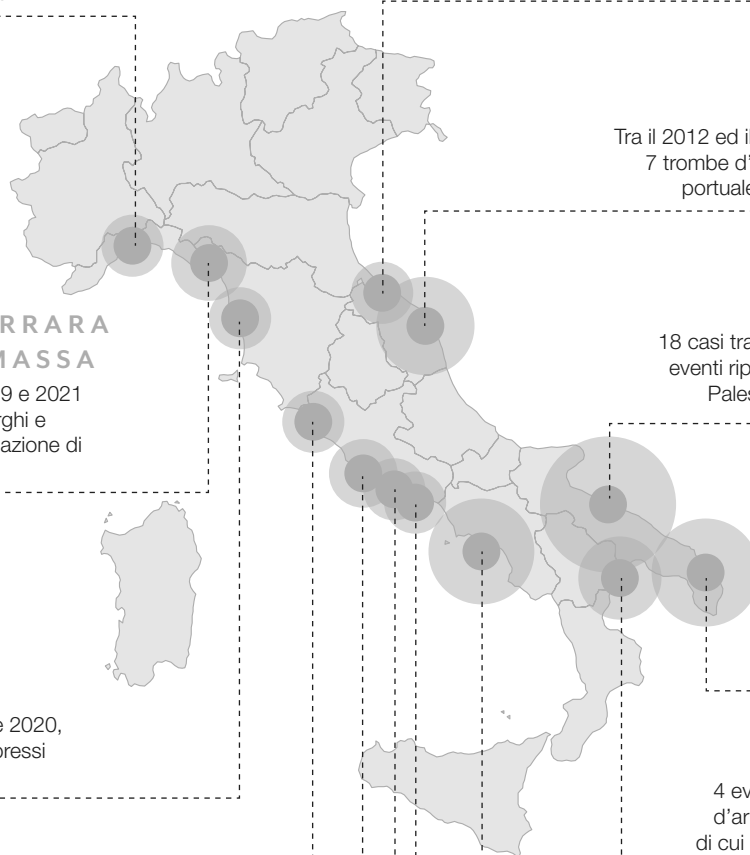 Tra il 2012 ed i
7 trombe d'
portuale
RRARA
MASSA
9 e 2021
rghi e
azione di
18 casi tra
eventi rip
Pales
e 2020,
pressi
4 ev
d'ar
di cui